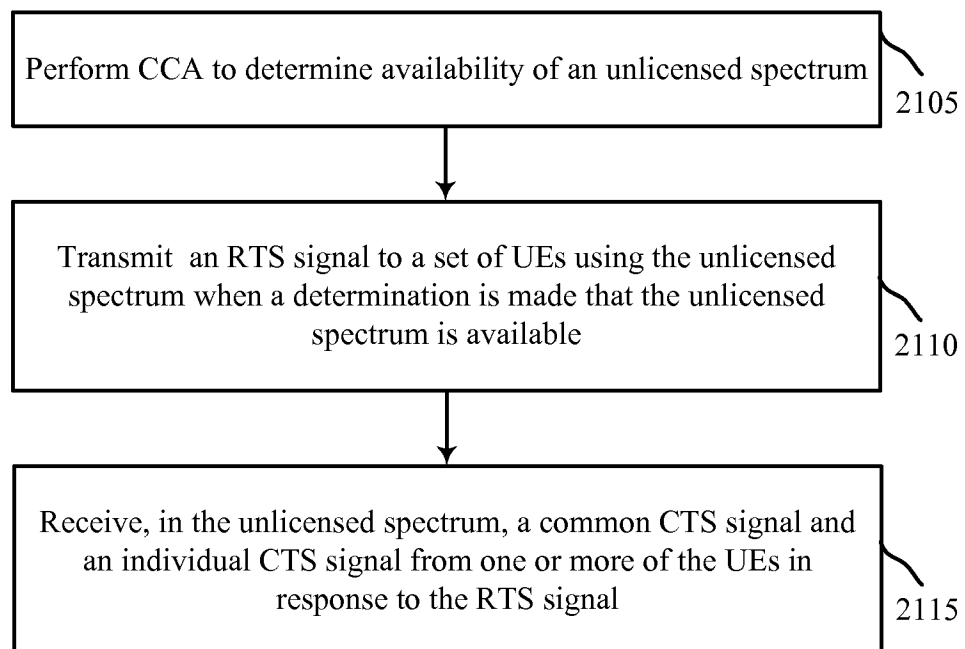 Perform CCA to determine availability of an unlicensed spectrum
2105
Transmit an RTS signal to a set of UEs using the unlicensed
spectrum when a determination is made that the unlicensed
spectrum is available
2110
Receive, in the unlicensed spectrum, a common CTS signal and
an individual CTS signal from one or more of the UEs in
response to the RTS signal
2115